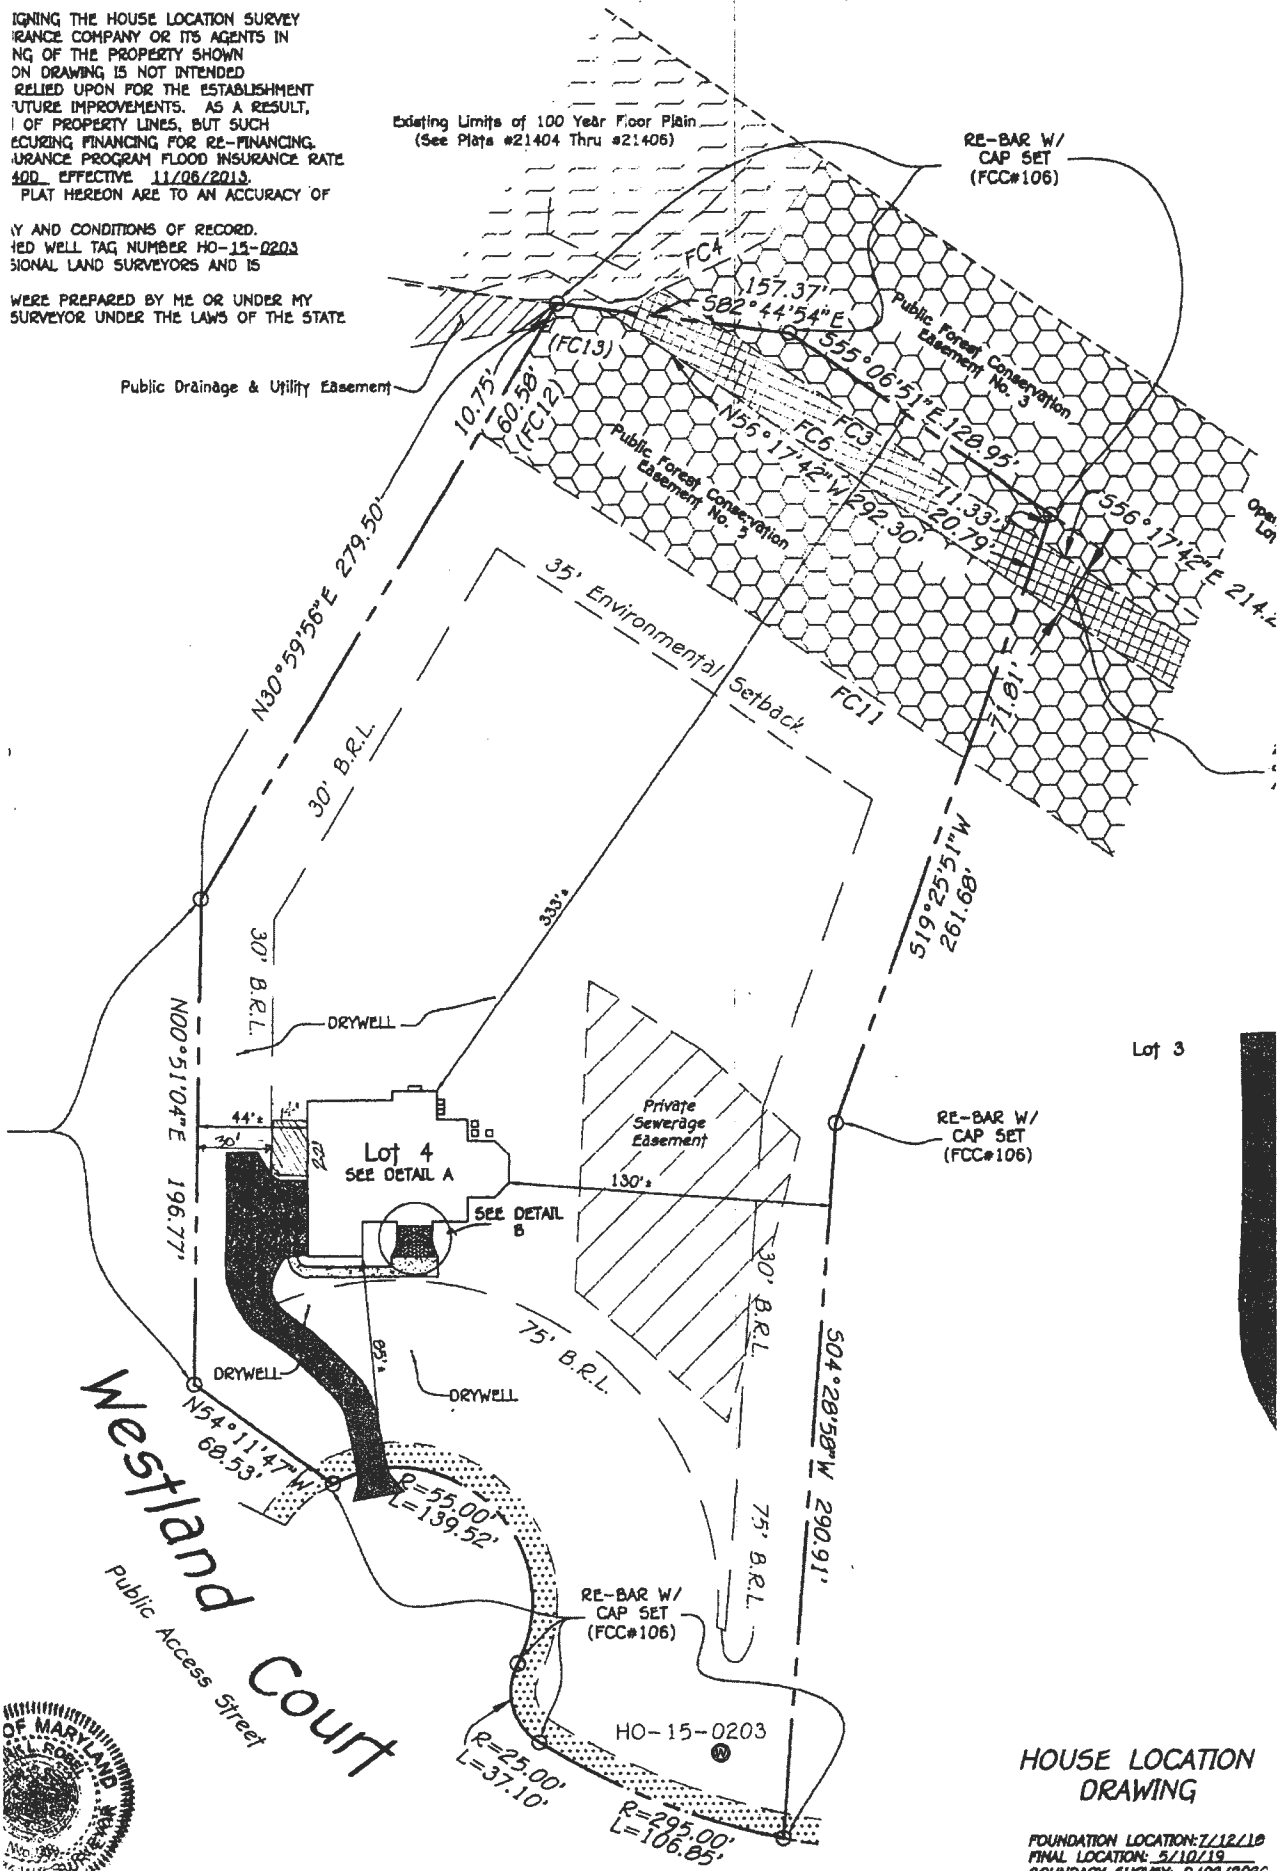 IGNING THE HOUSE LOCATION SURVEY
RANCE COMPANY OR ITS AGENTS IN
NG OF THE PROPERTY SHOWN
ON DRAWING IS NOT INTENDED
RELIED UPON FOR THE ESTABLISHMENT
UTURE IMPROVEMENTS. AS A RESULT,
OF PROPERTY LINES, BUT SUCH
ECURING FINANCING FOR RE-FINANCING.
URANCE PROGRAM FLOOD INSURANCE RATE
40D EFFECTIVE 11/06/2013.
PLAT HEREON ARE TO AN ACCURACY OF
Y AND CONDITIONS OF RECORD.
IED WELL TAG NUMBER HO-15-0203
SIONAL LAND SURVEYORS AND IS
WERE PREPARED BY ME OR UNDER MY
SURVEYOR UNDER THE LAWS OF THE STATE
Existing Limits of 100 Year Floor Plain
(See Plats #21404 Thru #21406)
RE-BAR W/
CAP SET
(FCC#106)
FC4
157.37'
S82°44'54"E
Public Forest Conservation
Easement No. 3
(FC13)
S55°06'51"E 128.95'
Public Drainage & Utility Easement
10.75'
60.58'
(FC12)
FC3
FC6
N56°17'42"W 292.30'
Public Forest Conservation
Easement No. 3
11.33'
20.79'
S56°17'42"E 214.2
Ope
Lot
N30°59'56"E 279.50'
35' Environmental Setback
FC11
71.81'
30' B.R.L.
S19°25'51"W
261.68'
333'±
30' B.R.L.
N00°51'04"E 196.77'
DRYWELL
Lot 3
44'±
30'
Lot 4
SEE DETAIL A
Private
Sewerage
Easement
RE-BAR W/
CAP SET
(FCC#106)
130'±
SEE DETAIL
B
30' B.R.L.
75' B.R.L.
85'±
DRYWELL
DRYWELL
S04°28'58"W 290.91'
N54°11'47"W
68.53'
R=55.00'
L=139.52'
75' B.R.L.
Westland Court
Public Access Street
RE-BAR W/
CAP SET
(FCC#106)
OF MARYLAND
HO-15-0203
W
R=25.00'
L=37.10'
R=295.00'
L=106.85'
HOUSE LOCATION
DRAWING
FOUNDATION LOCATION: 7/12/18
FINAL LOCATION: 5/10/19